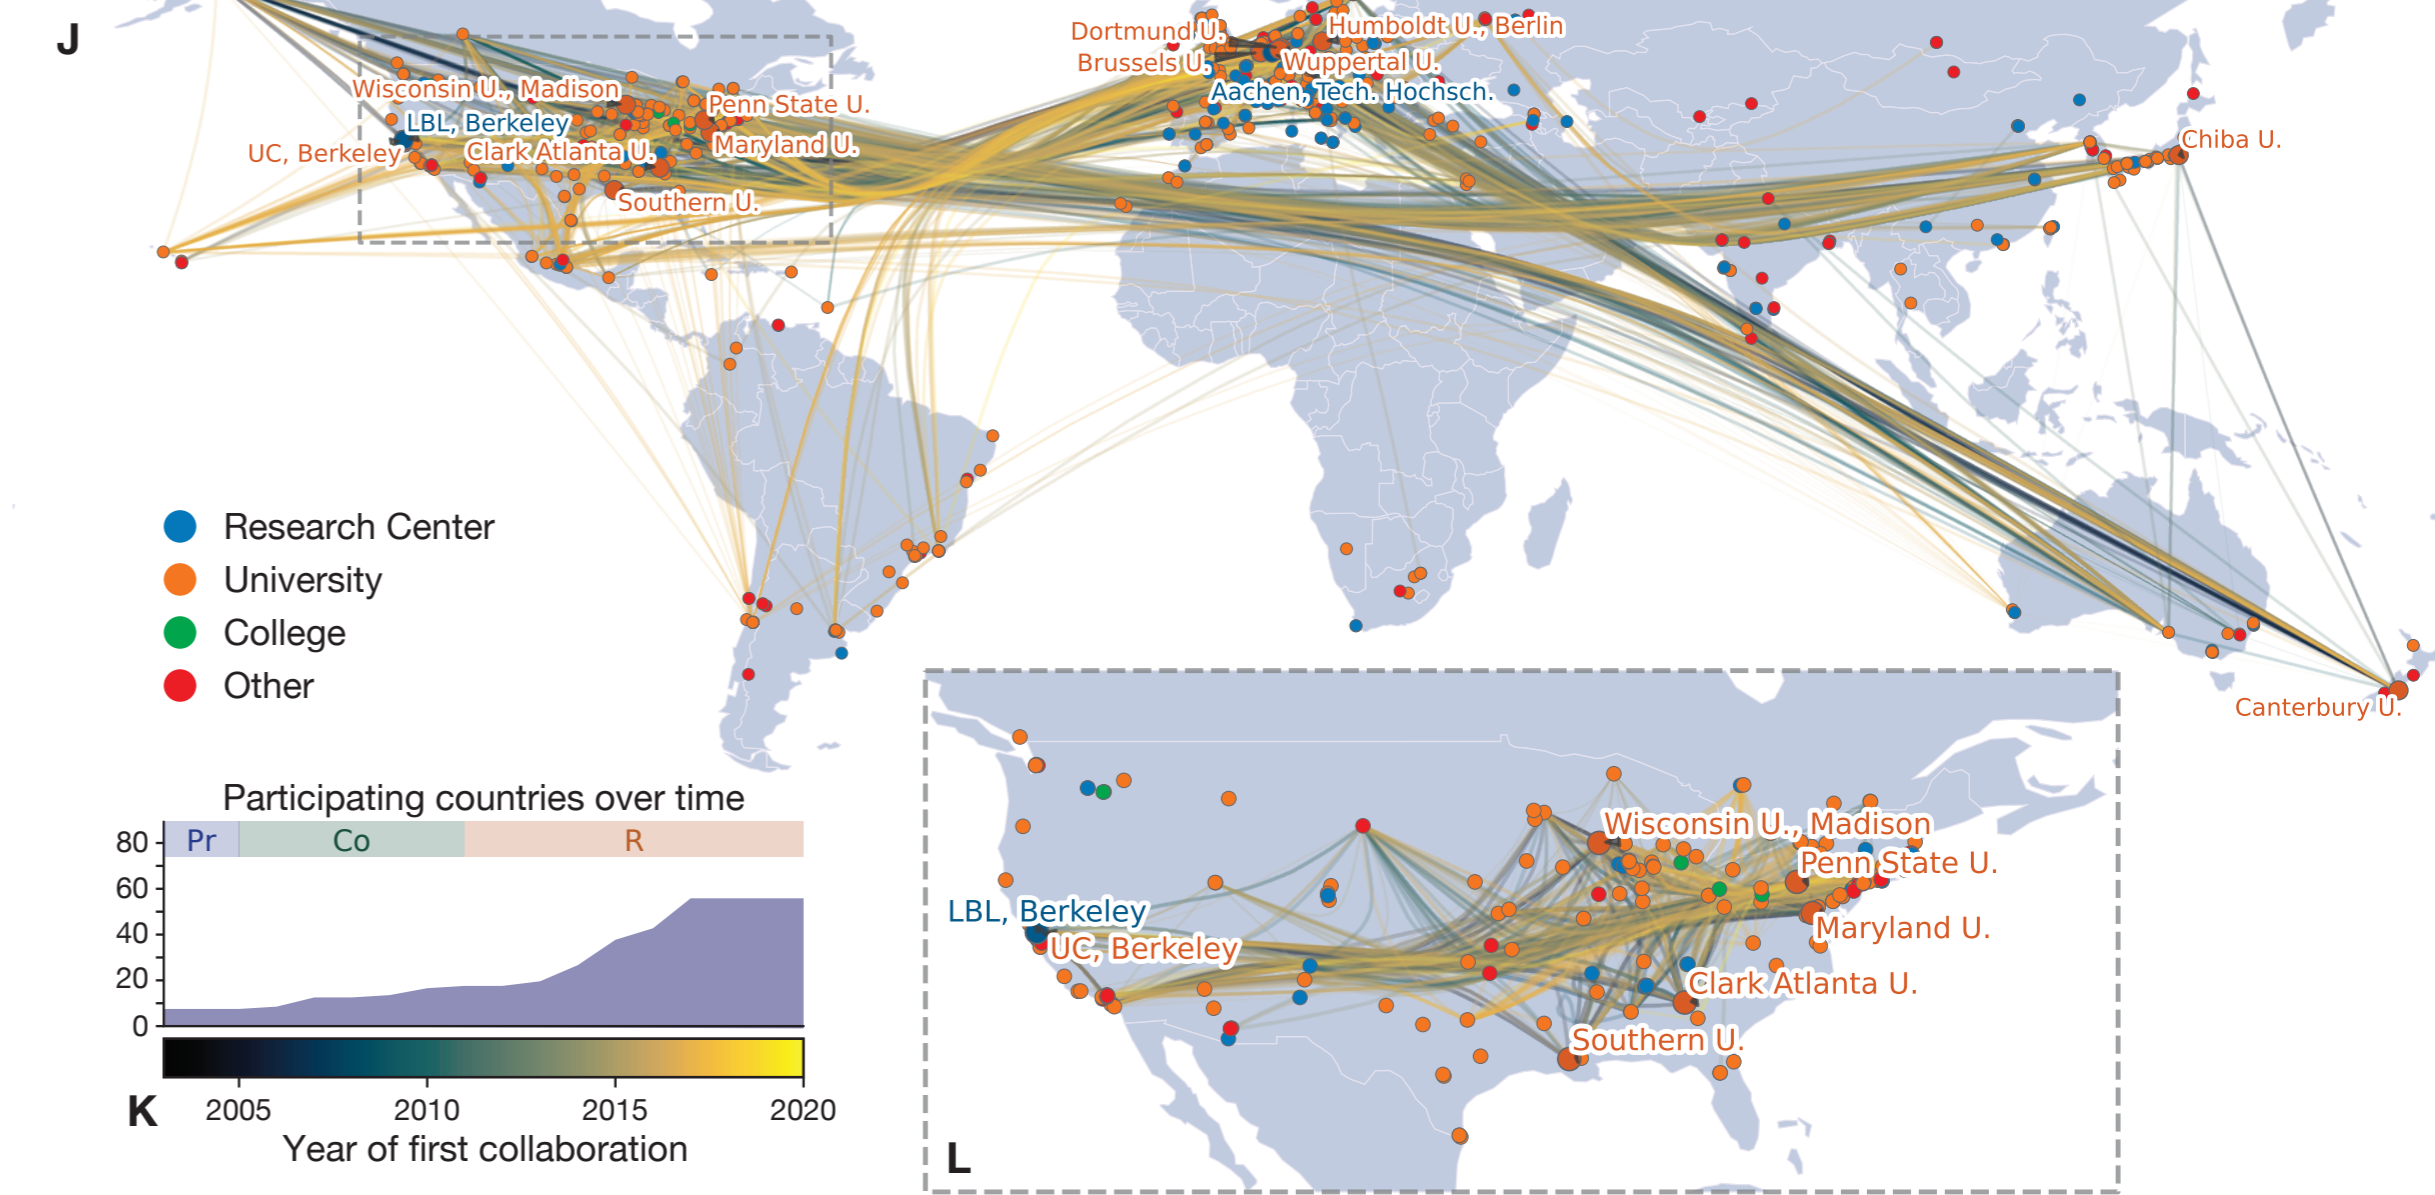 J
Dortmund U.
Humboldt U., Berlin
Brussels U.
Wuppertal U.
Aachen, Tech. Hochsch.
Wisconsin U., Madison
Penn State U.
LBL, Berkeley
UC, Berkeley
Clark Atlanta U.
Maryland U.
Southern U.
Chiba U.
Canterbury U.
Research Center
University
College
Other
Participating countries over time
Pr
Co
R
80
60
40
20
0
K
2005
2010
2015
2020
Year of first collaboration
Wisconsin U., Madison
Penn State U.
LBL, Berkeley
UC, Berkeley
Maryland U.
Clark Atlanta U.
Southern U.
L